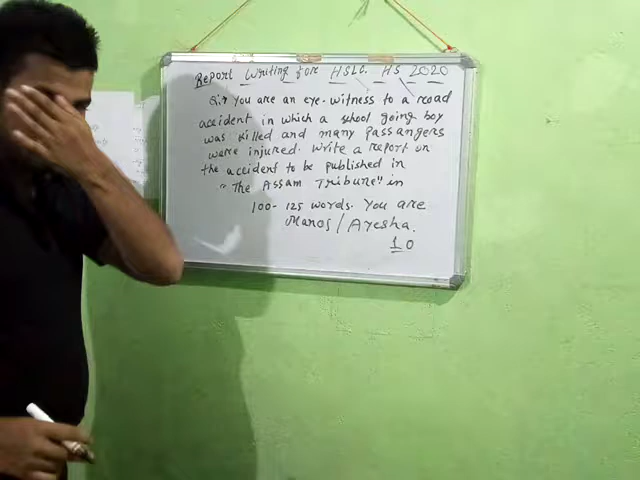 Report Writing for HSLC. HS 2020
Q:? You are an eye-witness to a road
accident in which a school going boy
was killed and many passangers
were injured. Write a report on
the accident to be published in
"The Assam Tribune" in
100-125 words. You are
Manos/Ayesha.
10